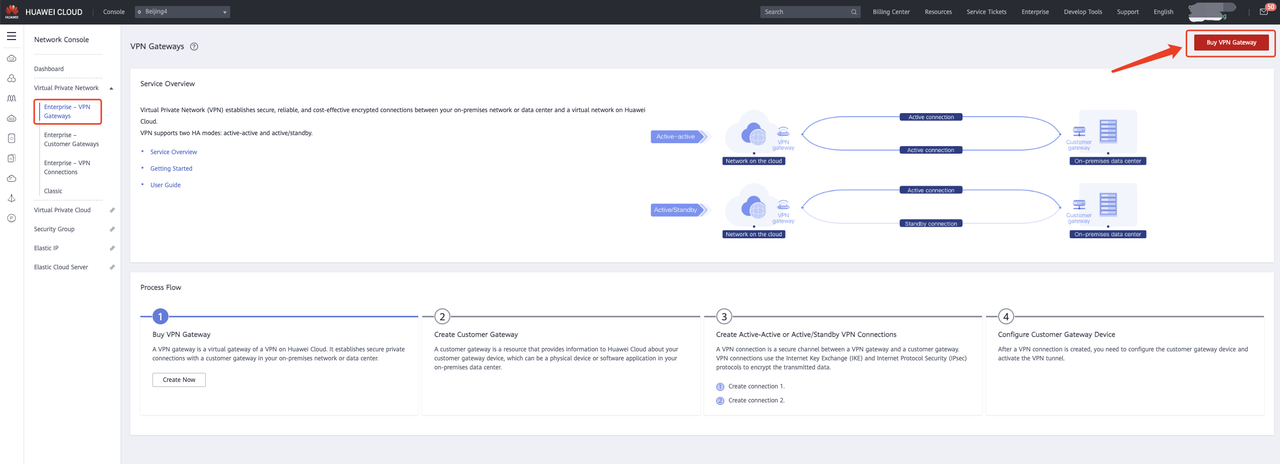 HUAWEI
HUAWEI CLOUD
Console
Beijing4
Search
Billing Center
Resources
Service Tickets
Enterprise
Develop Tools
Support
English
50
Network Console
Dashboard
Virtual Private Network
Enterprise – VPN
Gateways
Enterprise –
Customer Gateways
Enterprise – VPN
Connections
Classic
Virtual Private Cloud
Security Group
Elastic IP
Elastic Cloud Server
VPN Gateways ?
Buy VPN Gateway
Service Overview
Virtual Private Network (VPN) establishes secure, reliable, and cost-effective encrypted connections between your on-premises network or data center and a virtual network on Huawei
Cloud.
VPN supports two HA modes: active-active and active/standby.
Service Overview
Getting Started
User Guide
Active-active
VPN
gateway
Network on the cloud
Active connection
Active connection
Customer
gateway
On-premises data center
Active/Standby
VPN
gateway
Network on the cloud
Active connection
Standby connection
Customer
gateway
On-premises data center
Process Flow
1
Buy VPN Gateway
A VPN gateway is a virtual gateway of a VPN on Huawei Cloud. It establishes secure private
connections with a customer gateway in your on-premises network or data center.
Create Now
2
Create Customer Gateway
A customer gateway is a resource that provides information to Huawei Cloud about your
customer gateway device, which can be a physical device or software application in your
on-premises data center.
3
Create Active-Active or Active/Standby VPN Connections
A VPN connection is a secure channel between a VPN gateway and a customer gateway.
VPN connections use the Internet Key Exchange (IKE) and Internet Protocol Security (IPsec)
protocols to encrypt the transmitted data.
1 Create connection 1.
2 Create connection 2.
4
Configure Customer Gateway Device
After a VPN connection is created, you need to configure the customer gateway device and
activate the VPN tunnel.